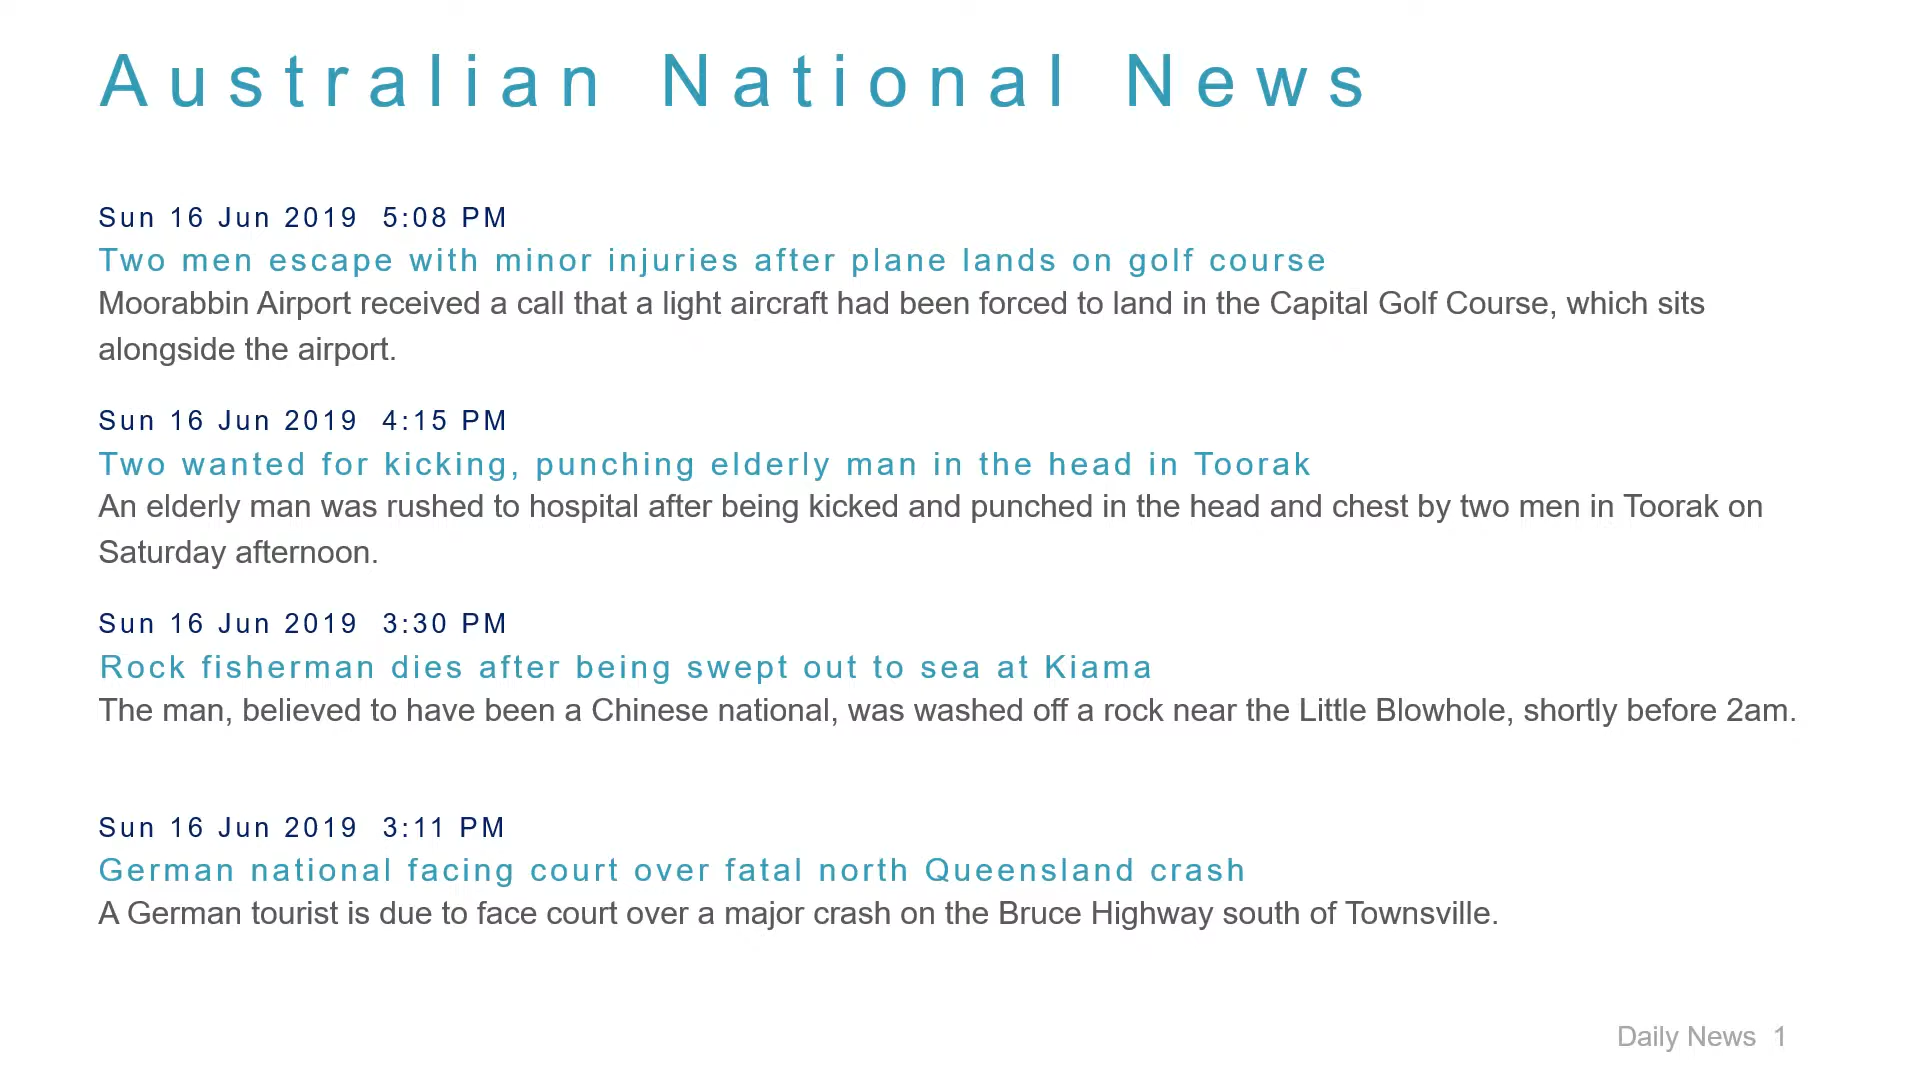 Australian National News
Sun 16 Jun 2019 5:08 PM
Two men escape with minor injuries after plane lands on golf course
Moorabbin Airport received a call that a light aircraft had been forced to land in the Capital Golf Course, which sits
alongside the airport.
Sun 16 Jun 2019 4:15 PM
Two wanted for kicking, punching elderly man in the head in Toorak
An elderly man was rushed to hospital after being kicked and punched in the head and chest by two men in Toorak on
Saturday afternoon.
Sun 16 Jun 2019 3:30 PM
Rock fisherman dies after being swept out to sea at Kiama
The man, believed to have been a Chinese national, was washed off a rock near the Little Blowhole, shortly before 2am.
Sun 16 Jun 2019 3:11 PM
German national facing court over fatal north Queensland crash
A German tourist is due to face court over a major crash on the Bruce Highway south of Townsville.
Daily News 1